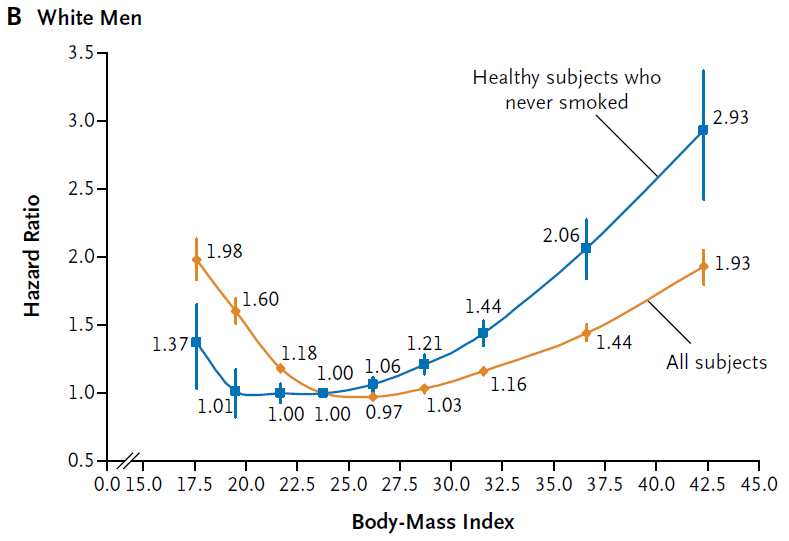 B White Men
3.5
Healthy subjects who
never smoked
3.0
2.93
2.5
2.06
2.0
1.98
1.93
1.60
1.5
1.44
1.44
1.37
1.21
1.18
All subjects
1.16
1.00 1.06
1.0
1.01
1.00 1.00 0.97 1.03
0.5
0.0 15.0 17.5 20.0 22.5 25.0 27.5 30.0 32.5 35.0 37.5 40.0 42.5 45.0
Hazard Ratio
Body-Mass Index